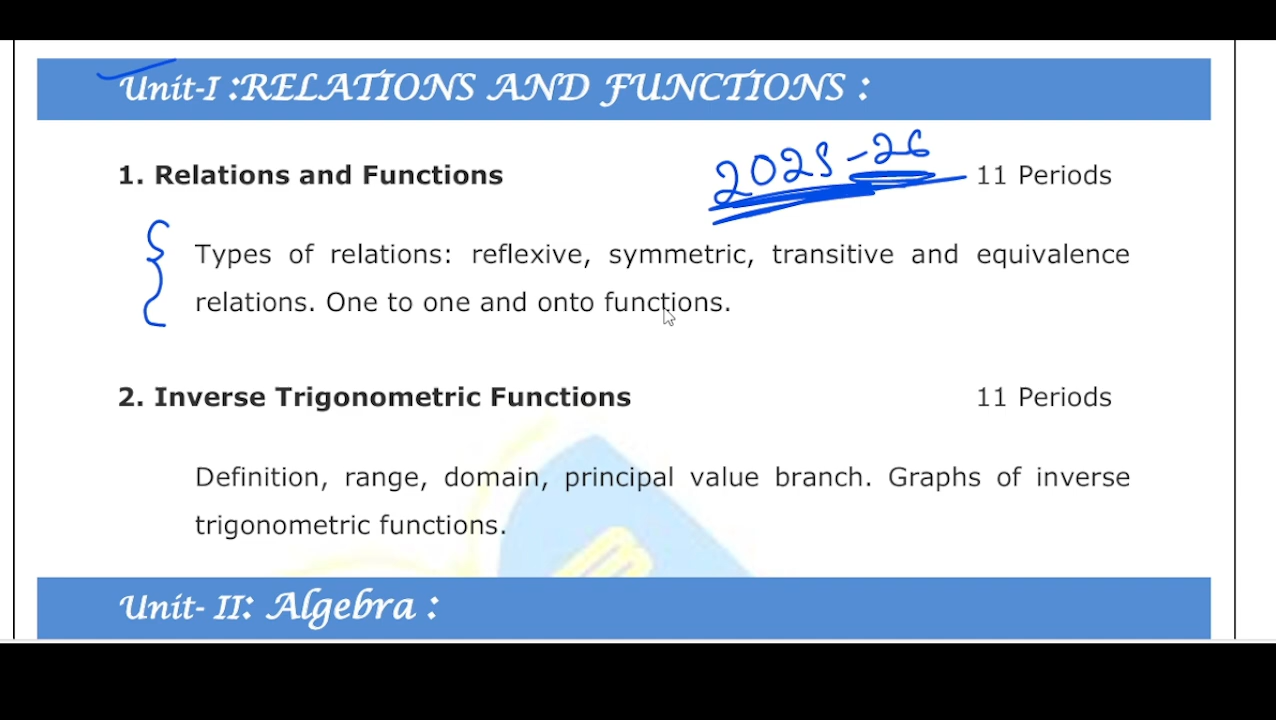 Unit-I :RELATIONS AND FUNCTIONS :
2025-26
1. Relations and Functions 11 Periods
Types of relations: reflexive, symmetric, transitive and equivalence
relations. One to one and onto functions.
2. Inverse Trigonometric Functions 11 Periods
Definition, range, domain, principal value branch. Graphs of inverse
trigonometric functions.
Unit- II: Algebra :